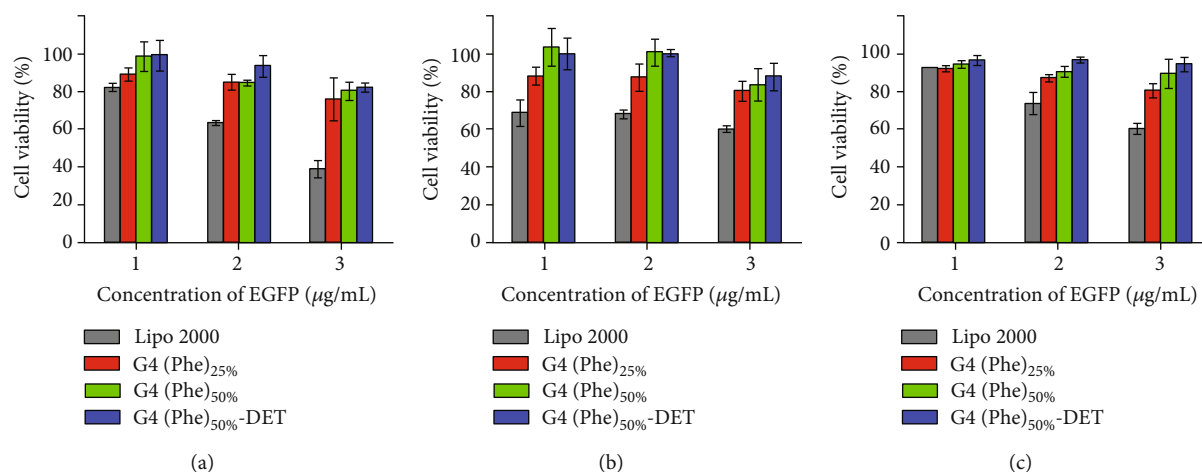 Cell viability (%)
100
80
60
40
20
0
1 2 3
Concentration of EGFP (μg/mL)
Lipo 2000
G4 (Phe)25%
G4 (Phe)50%
G4 (Phe)50%-DET
(a)
Cell viability (%)
100
80
60
40
20
0
1 2 3
Concentration of EGFP (μg/mL)
Lipo 2000
G4 (Phe)25%
G4 (Phe)50%
G4 (Phe)50%-DET
(b)
Cell viability (%)
100
80
60
40
20
0
1 2 3
Concentration of EGFP (μg/mL)
Lipo 2000
G4 (Phe)25%
G4 (Phe)50%
G4 (Phe)50%-DET
(c)